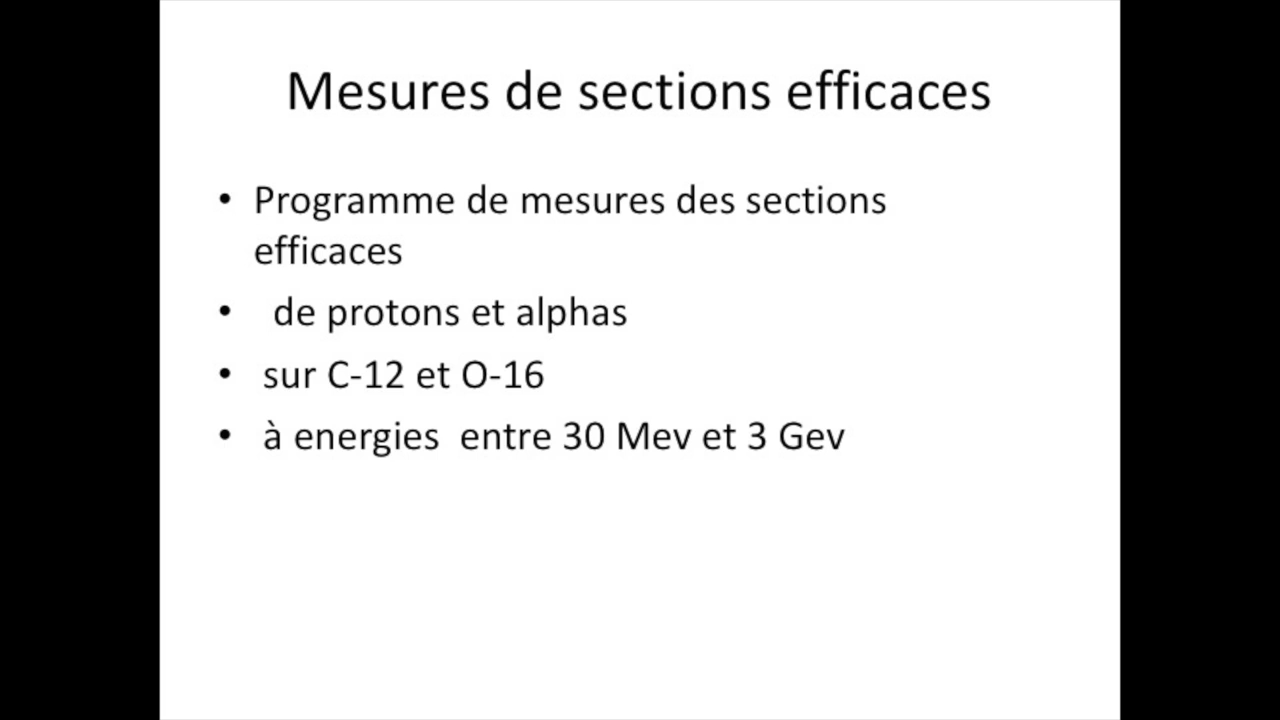 Mesures de sections efficaces
• Programme de mesures des sections
efficaces
• de protons et alphas
• sur C-12 et O-16
• à energies entre 30 Mev et 3 Gev